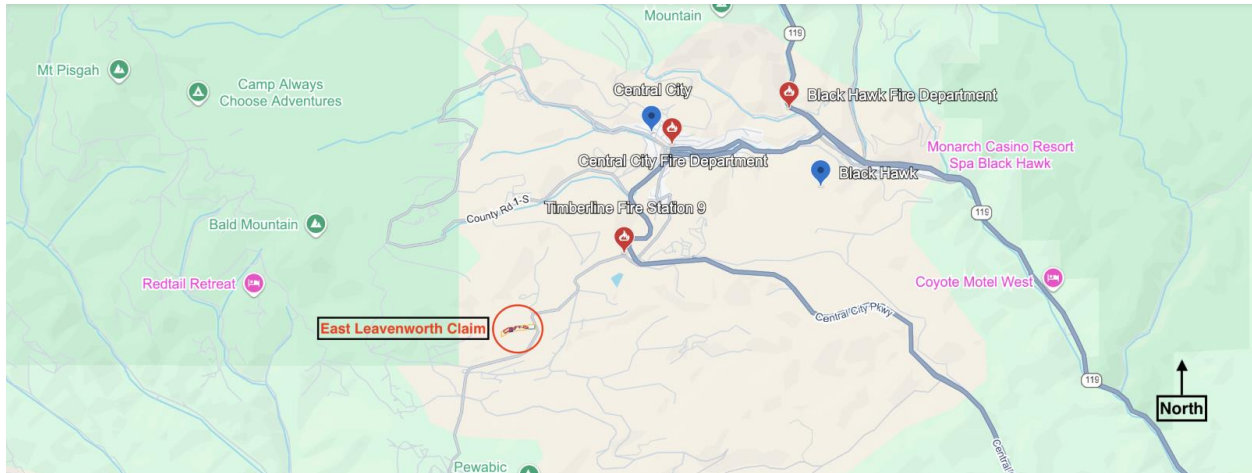 Mountain
119
Mt Pisgah
Camp Always
Choose Adventures
Central City
Black Hawk Fire Department
Central City Fire Department
Monarch Casino Resort
Spa Black Hawk
Black Hawk
County Rd 1-S
Timberline Fire Station 9
119
Bald Mountain
Redtail Retreat
Coyote Motel West
Central City Pkwy
East Leavenworth Claim
119
North
Pewabic